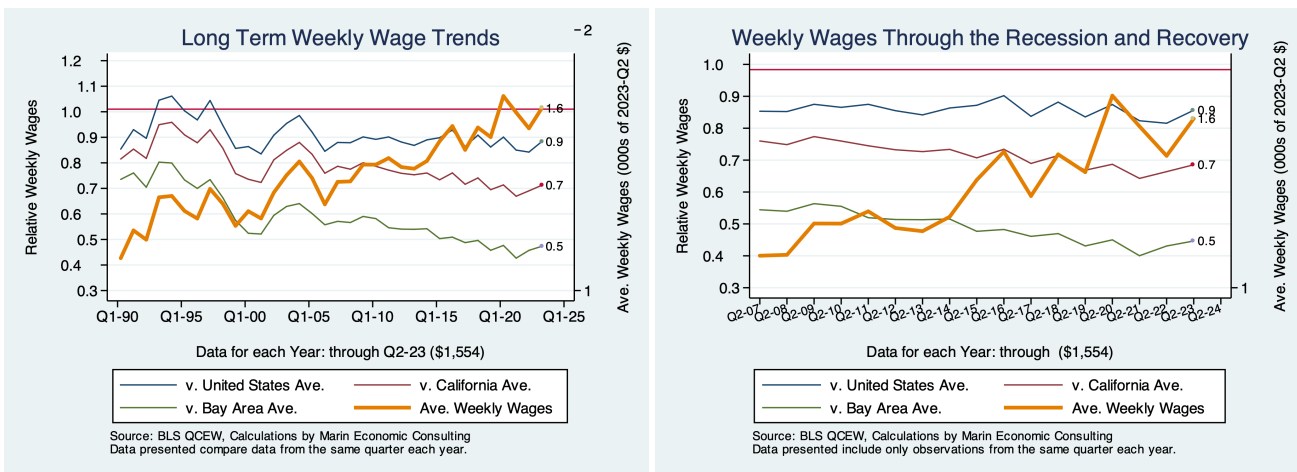 Long Term Weekly Wage Trends
2
1.2
1.1
1.0
0.9
0.8
0.7
0.6
0.5
0.4
0.3
Relative Weekly Wages
1.6
0.9
0.7
0.5
1
Ave. Weekly Wages (000s of 2023-Q2 $)
Q1-90 Q1-95 Q1-00 Q1-05 Q1-10 Q1-15 Q1-20 Q1-25
Data for each Year: through Q2-23 ($1,554)
v. United States Ave. v. California Ave.
v. Bay Area Ave. Ave. Weekly Wages
Source: BLS QCEW, Calculations by Marin Economic Consulting
Data presented compare data from the same quarter each year.
Weekly Wages Through the Recession and Recovery
1.0
0.9
0.8
0.7
0.6
0.5
0.4
0.3
Relative Weekly Wages
0.9
1.6
0.7
0.5
1
Ave. Weekly Wages (000s of 2023-Q2 $)
Q2-07 Q2-08 Q2-09 Q2-10 Q2-11 Q2-12 Q2-13 Q2-14 Q2-15 Q2-16 Q2-17 Q2-18 Q2-19 Q2-20 Q2-21 Q2-22 Q2-23 Q2-24
Data for each Year: through ($1,554)
v. United States Ave. v. California Ave.
v. Bay Area Ave. Ave. Weekly Wages
Source: BLS QCEW, Calculations by Marin Economic Consulting
Data presented include only observations from the same quarter each year.